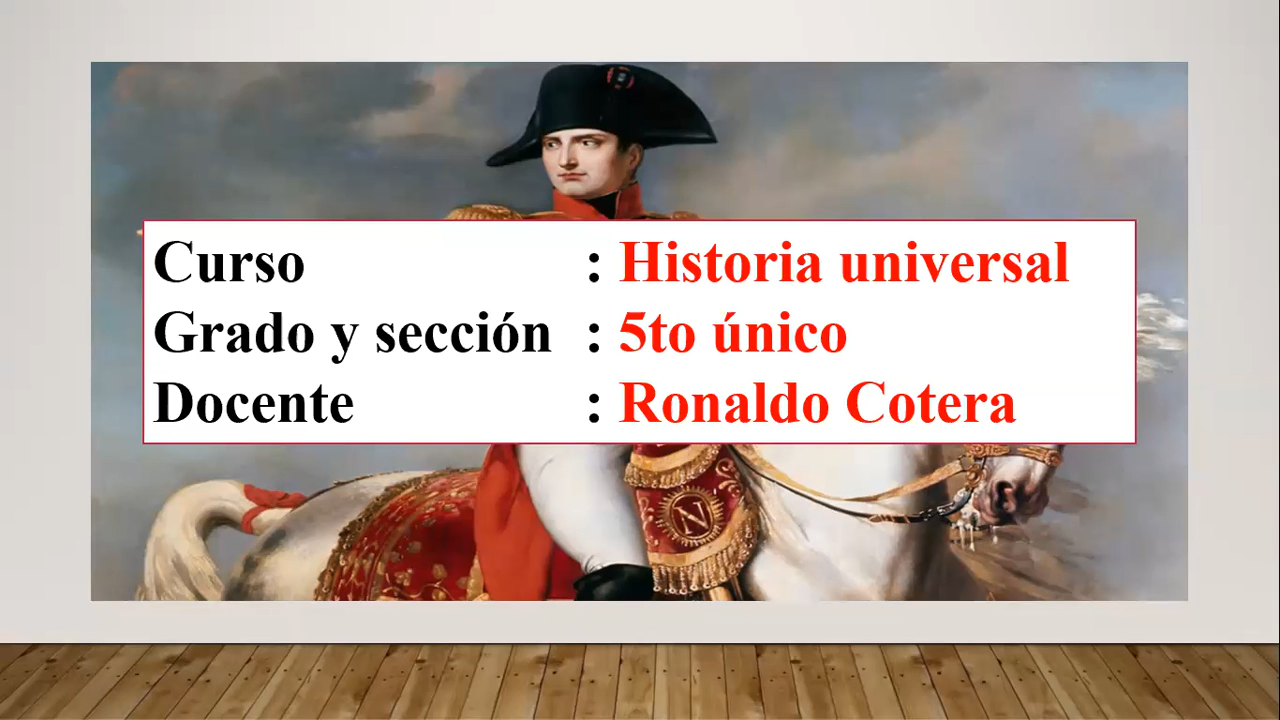 Curso : Historia universal
Grado y sección : 5to único
Docente : Ronaldo Cotera
N